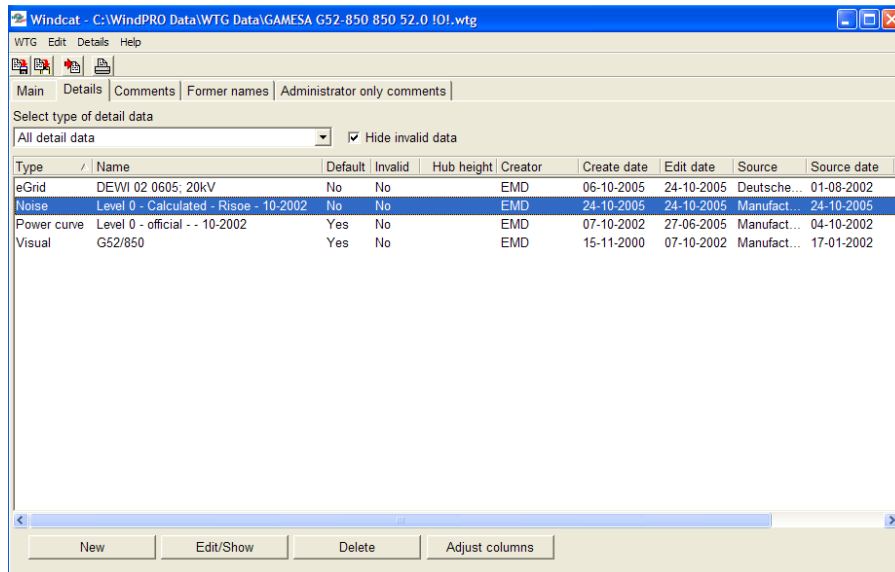 Windcat - C:\WindPRO Data\WTG Data\GAMESA G52-850 850 52.0 !O!.wtg
WTG Edit Details Help
Main Details Comments Former names Administrator only comments
Select type of detail data
All detail data Hide invalid data
Type Name Default Invalid Hub height Creator Create date Edit date Source Source date
eGrid DEWI 02 0605; 20kV No No EMD 06-10-2005 24-10-2005 Deutsche... 01-08-2002
Noise Level 0 - Calculated - Risoe - 10-2002 No No EMD 24-10-2005 24-10-2005 Manufact... 24-10-2005
Power curve Level 0 - official - - 10-2002 Yes No EMD 07-10-2002 27-06-2005 Manufact... 04-10-2002
Visual G52/850 Yes No EMD 15-11-2000 07-10-2002 Manufact... 17-01-2002
New Edit/Show Delete Adjust columns